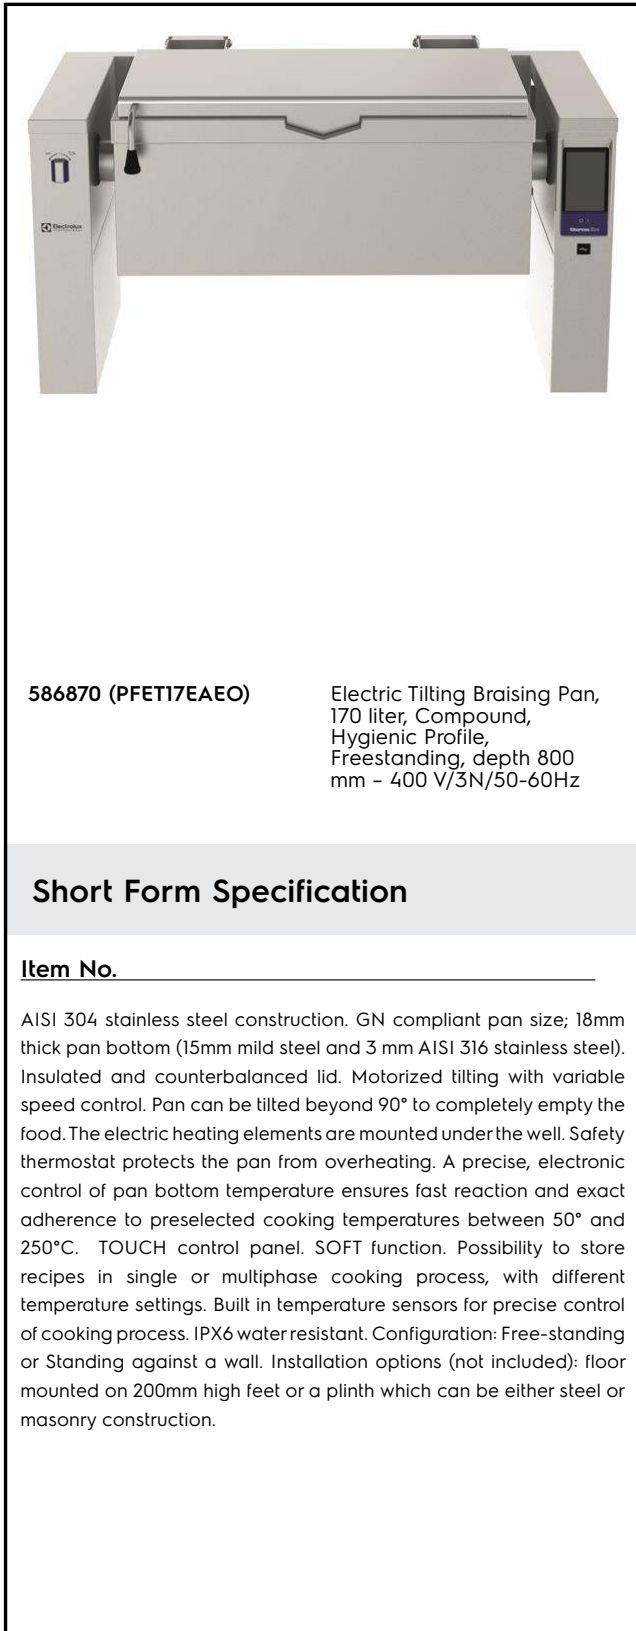 Electrolux
586870 (PFET17EAEO)
Electric Tilting Braising Pan,
170 liter, Compound,
Hygienic Profile,
Freestanding, depth 800
mm - 400 V/3N/50-60Hz
Short Form Specification
Item No.
AISI 304 stainless steel construction. GN compliant pan size; 18mm
thick pan bottom (15mm mild steel and 3 mm AISI 316 stainless steel).
Insulated and counterbalanced lid. Motorized tilting with variable
speed control. Pan can be tilted beyond 90° to completely empty the
food. The electric heating elements are mounted under the well. Safety
thermostat protects the pan from overheating. A precise, electronic
control of pan bottom temperature ensures fast reaction and exact
adherence to preselected cooking temperatures between 50° and
250°C. TOUCH control panel. SOFT function. Possibility to store
recipes in single or multiphase cooking process, with different
temperature settings. Built in temperature sensors for precise control
of cooking process. IPX6 water resistant. Configuration: Free-standing
or Standing against a wall. Installation options (not included): floor
mounted on 200mm high feet or a plinth which can be either steel or
masonry construction.